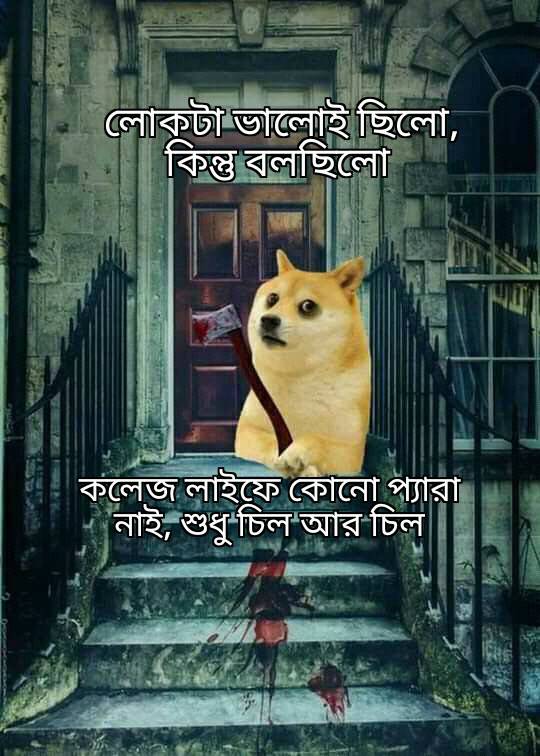 লোকটা ভালোই ছিলো,
কিন্তু বলছিলো
কলেজ লাইফে কোনো প্যারা
নাই, শুধু চিল আর চিল